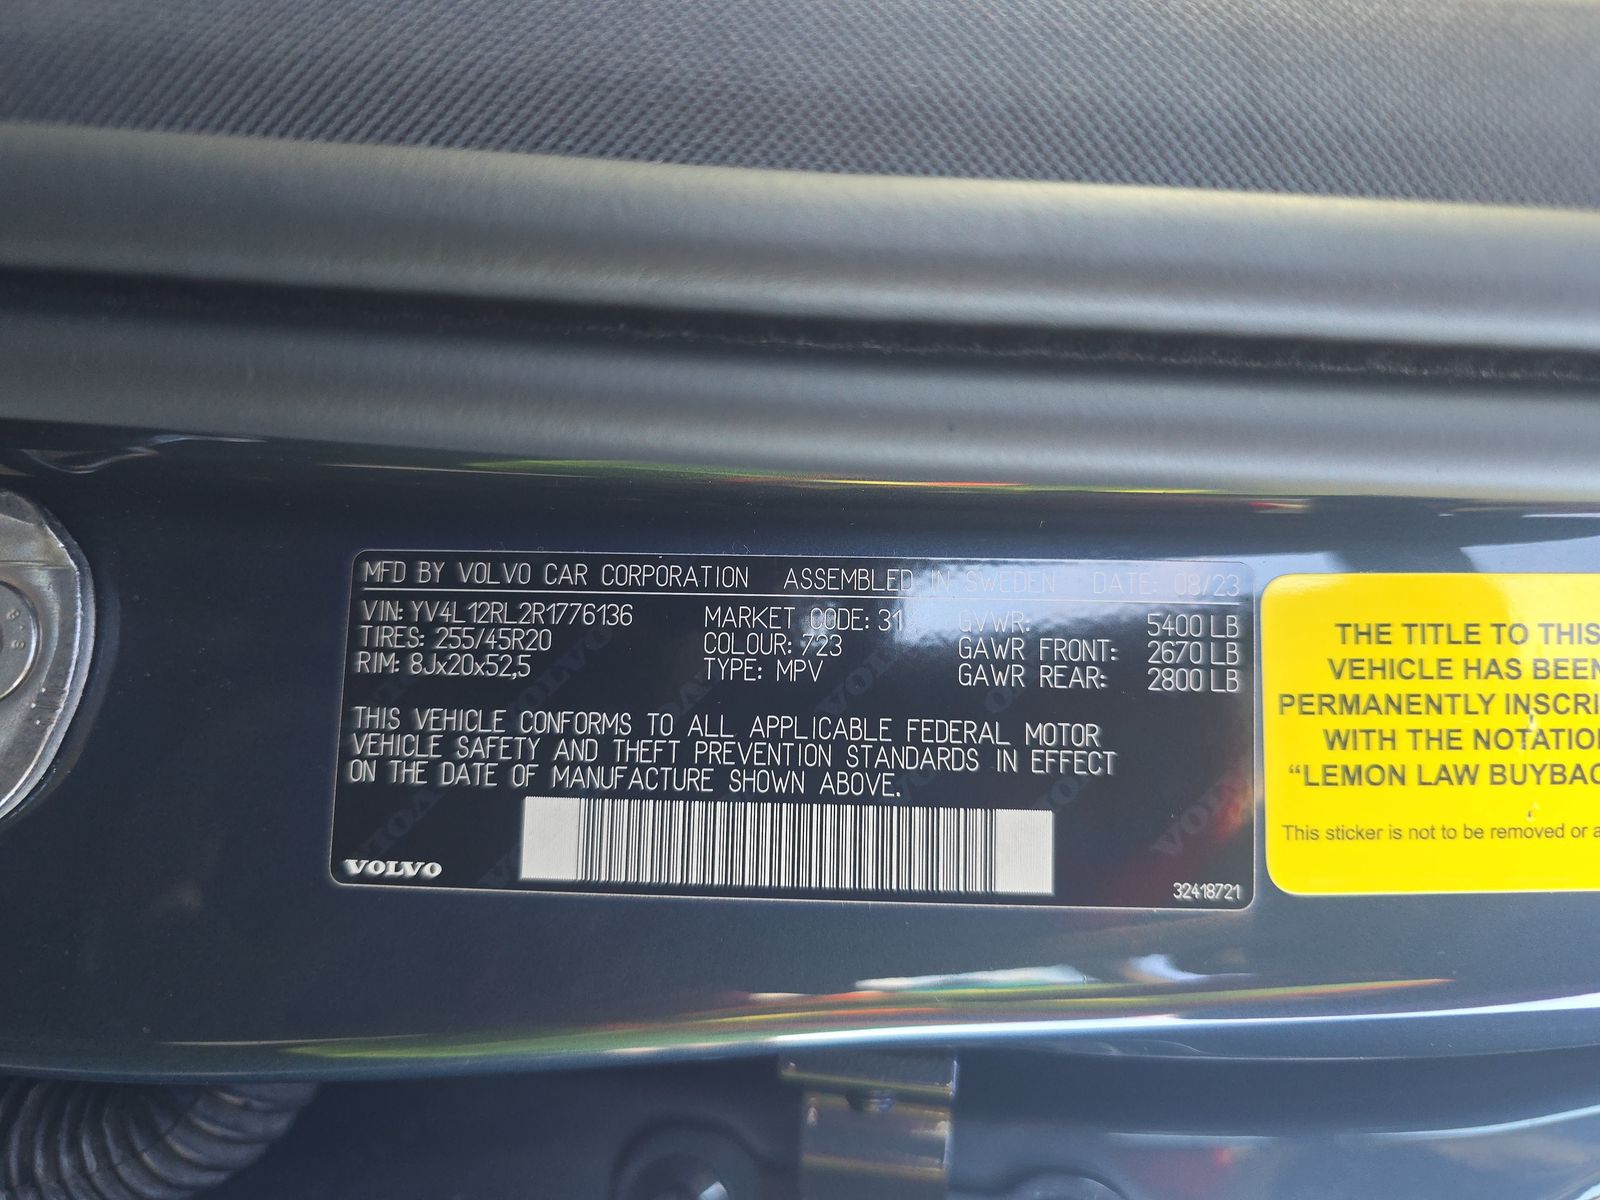 MFD BY VOLVO CAR CORPORATION ASSEMBLED IN SWEDEN DATE: 08/23
VIN: YV4L12RL2R1776136 MARKET CODE: 31 GVWR: 5400 LB
TIRES: 255/45R20 COLOUR: 723 GAWR FRONT: 2670 LB
RIM: 8Jx20x52,5 TYPE: MPV GAWR REAR: 2800 LB
THIS VEHICLE CONFORMS TO ALL APPLICABLE FEDERAL MOTOR
VEHICLE SAFETY AND THEFT PREVENTION STANDARDS IN EFFECT
ON THE DATE OF MANUFACTURE SHOWN ABOVE.
VOLVO
32418721
THE TITLE TO THIS
VEHICLE HAS BEEN
PERMANENTLY INSCRI
WITH THE NOTATION
"LEMON LAW BUYBAC
This sticker is not to be removed or a